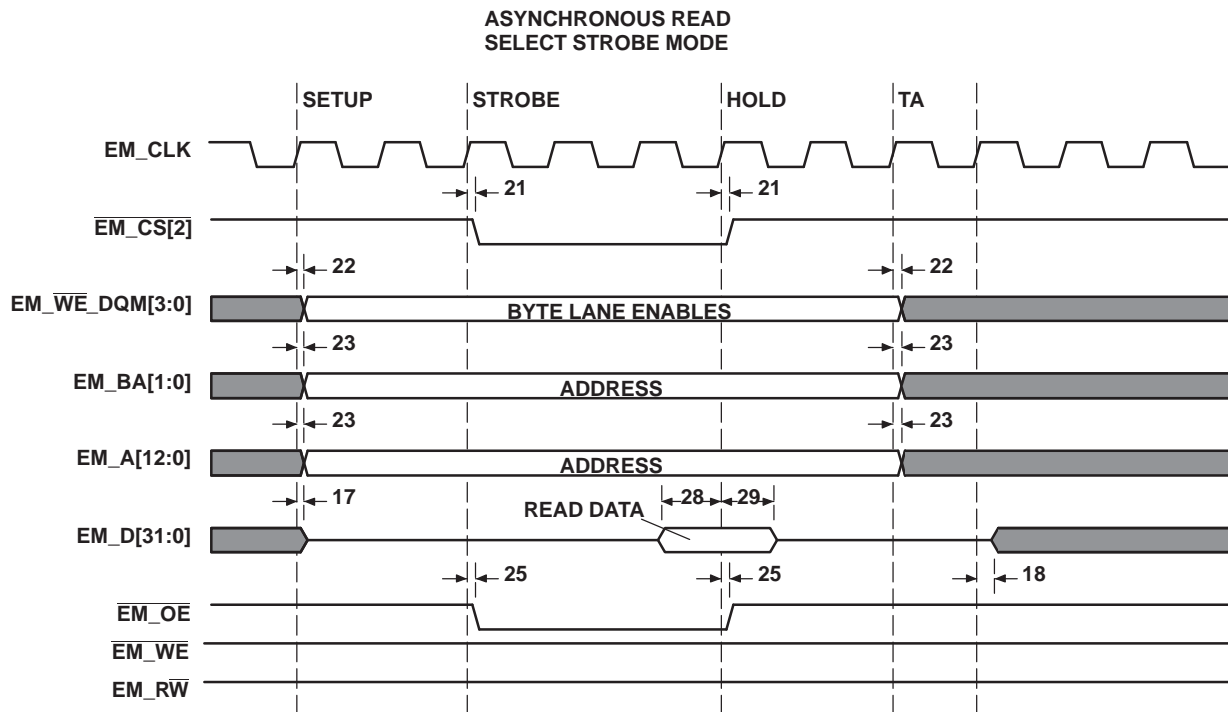 ASYNCHRONOUS READ
SELECT STROBE MODE
SETUP STROBE HOLD TA
EM_CLK
21 21
EM_CS[2]
22 22
EM_WE_DQM[3:0] BYTE LANE ENABLES
23 23
EM_BA[1:0] ADDRESS
23 23
EM_A[12:0] ADDRESS
17 28 29
READ DATA
EM_D[31:0]
25 25 18
EM_OE
EM_WE
EM_RW